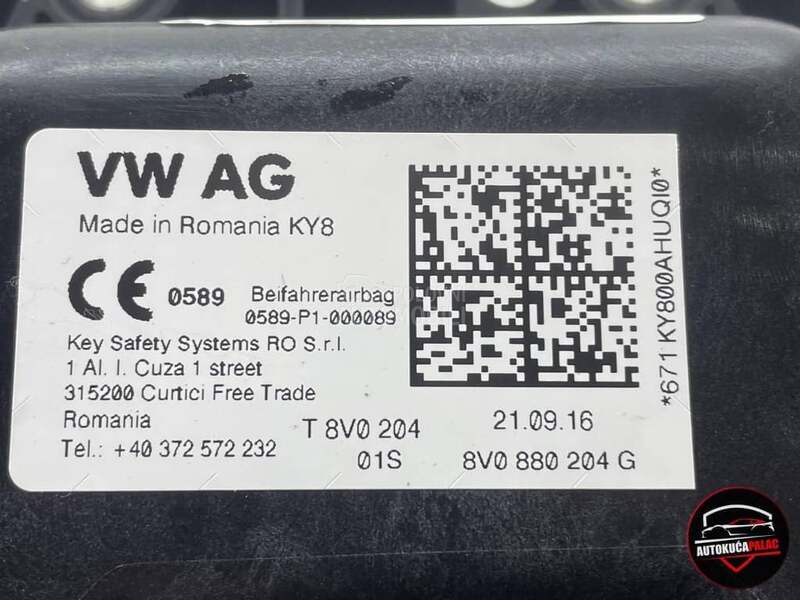 VW AG
Made in Romania KY8
CE 0589 Beifahrerairbag
0589-P1-000089
Key Safety Systems RO S.r.l.
1 Al. I. Cuza 1 street
315200 Curtici Free Trade
Romania
Tel.: +40 372 572 232
T 8V0 204
01S
21.09.16
8V0 880 204 G
*671 KY800AHUQI0*
AUTOKUĆAPALAC